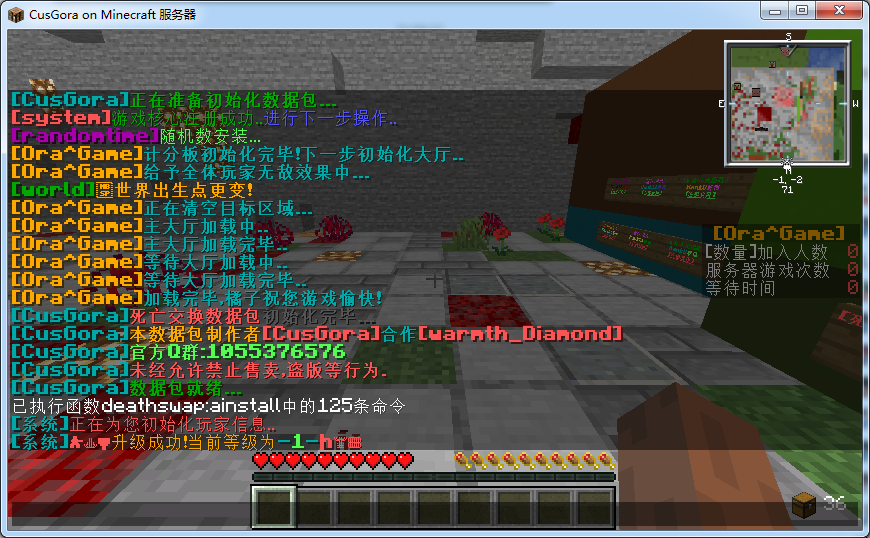 CusGora on Minecraft 服务器
[CusGora]正在准备初始化数据包...
[system]游戏核心注册成功..进行下一步操作..
[randomtime]随机数安装...
[Ora^Game]计分板初始化完毕!下一步初始化大厅..
[Ora^Game]给予全体玩家无敌效果中...
[world]世界出生点更变!
[Ora^Game]正在清空目标区域...
[Ora^Game]主大厅加载中..
[Ora^Game]主大厅加载完毕...
[Ora^Game]等待大厅加载中..
[Ora^Game]等待大厅加载完毕..
[Ora^Game]加载完毕,橘子祝您游戏愉快!
[CusGora]死亡交换数据包初始化完毕...
[CusGora]本数据包制作者[CusGora]合作[warmth_Diamond]
[CusGora]官方Q群:1055376576
[CusGora]未经允许禁止售卖,盗版等行为.
[CusGora]数据包就绪...
已执行函数deathswap:ainstall中的125条命令
[系统]正在为您初始化玩家信息..
[系统]升级成功!当前等级为-1-h
S
E
W
N
-1, -2
71
[Ora^Game]
[数量]加入人数 0
服务器游戏次数 0
等待时间 0
36